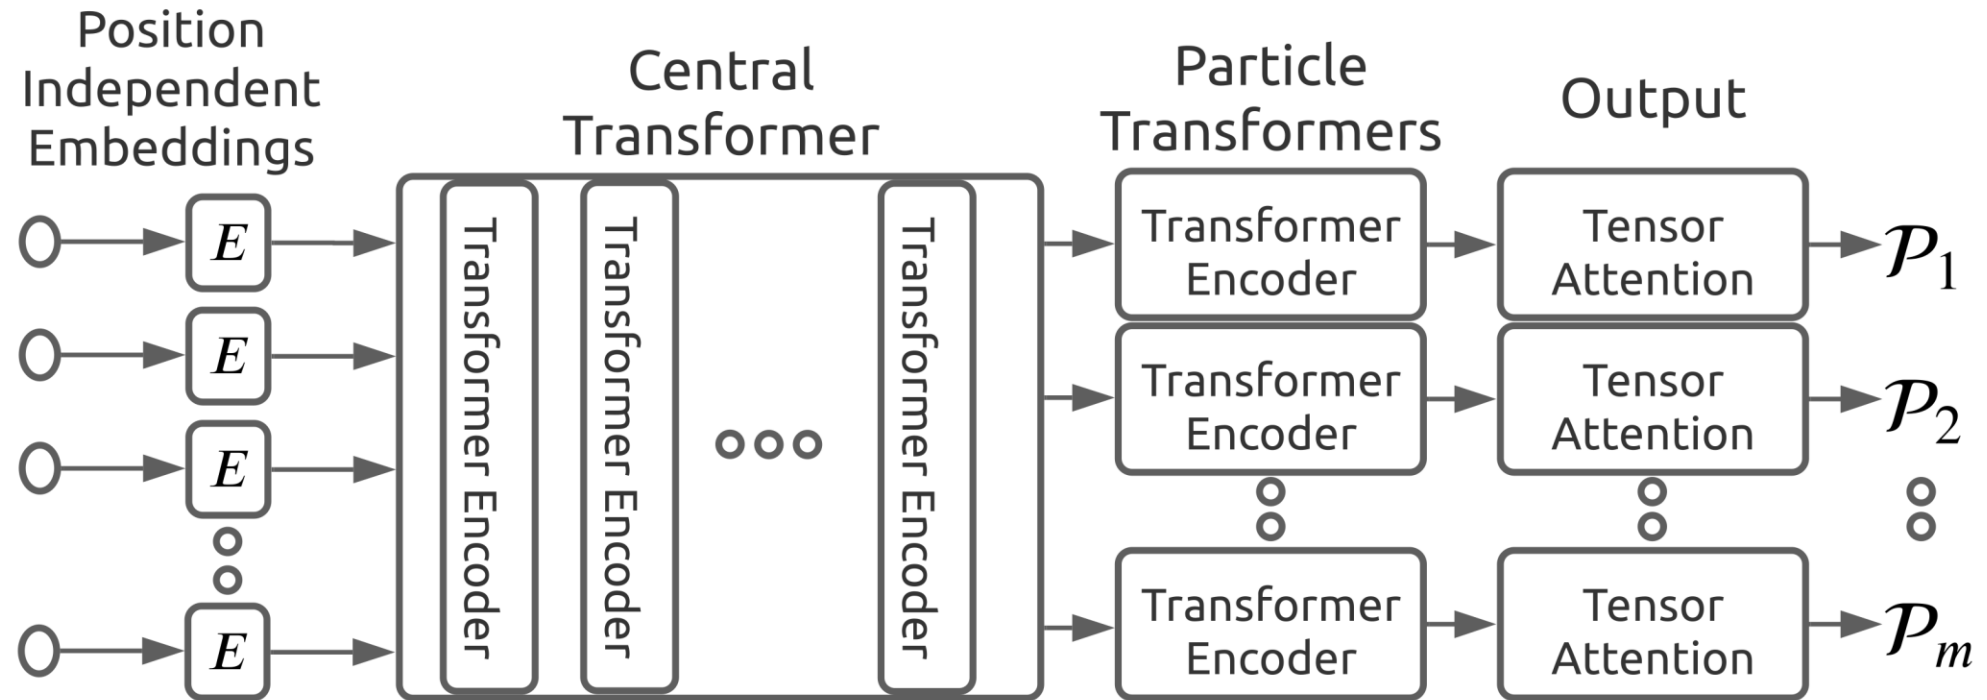 Position
Independent
Embeddings
Central
Transformer
Particle
Transformers
Output
E
E
E
E
Transformer Encoder
Transformer Encoder
Transformer Encoder
Transformer
Encoder
Tensor
Attention
𝒫₁
Transformer
Encoder
Tensor
Attention
𝒫₂
Transformer
Encoder
Tensor
Attention
𝒫ₘ